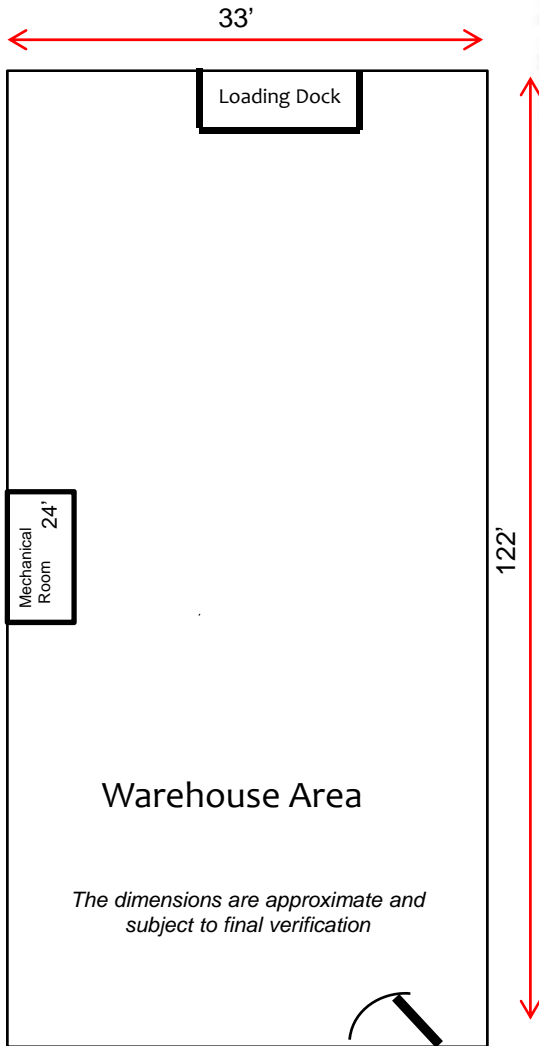 33’
Loading Dock
Mechanical
Room
24’
122’
Warehouse Area
The dimensions are approximate and
subject to final verification